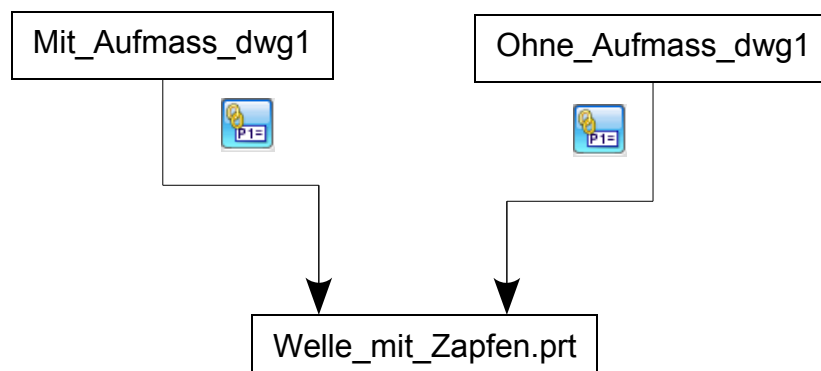 Mit_Aufmass_dwg1
Ohne_Aufmass_dwg1
P1=
P1=
Welle_mit_Zapfen.prt